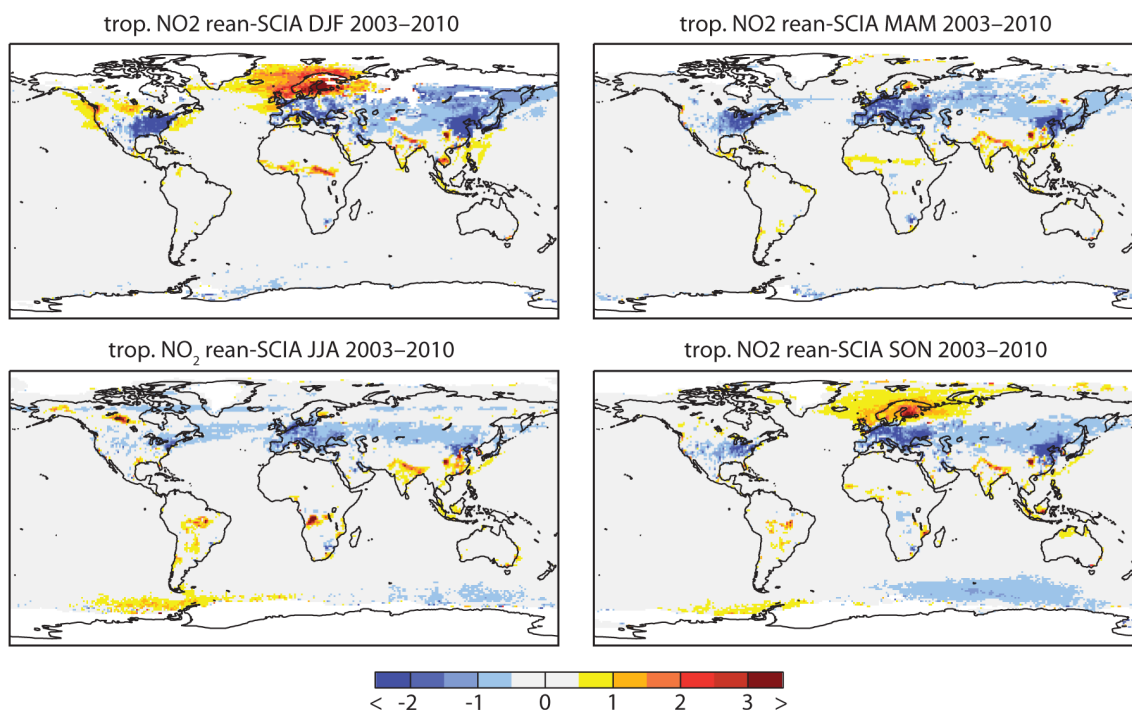 trop. NO2 rean-SCIA DJF 2003–2010
trop. NO2 rean-SCIA MAM 2003–2010
trop. NO₂ rean-SCIA JJA 2003–2010
trop. NO2 rean-SCIA SON 2003–2010
< -2 -1 0 1 2 3 >